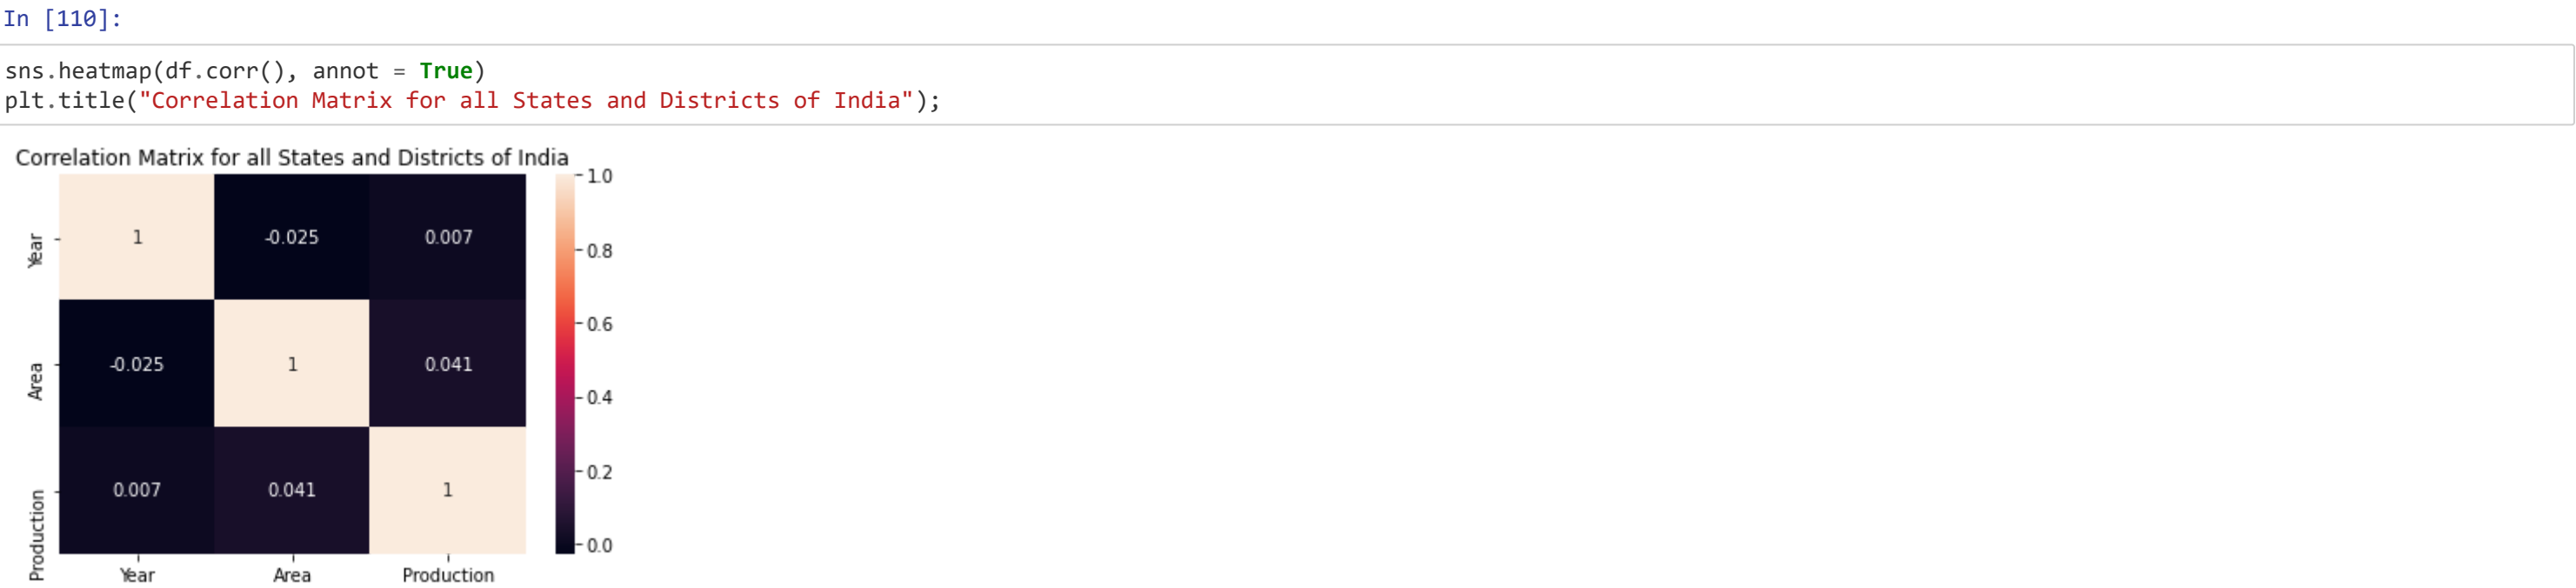 In [110]:
sns.heatmap(df.corr(), annot = True)
plt.title("Correlation Matrix for all States and Districts of India");
Correlation Matrix for all States and Districts of India
1.0
Year
1
-0.025
0.007
0.8
0.6
Area
-0.025
1
0.041
0.4
0.2
Production
0.007
0.041
1
0.0
Year
Area
Production